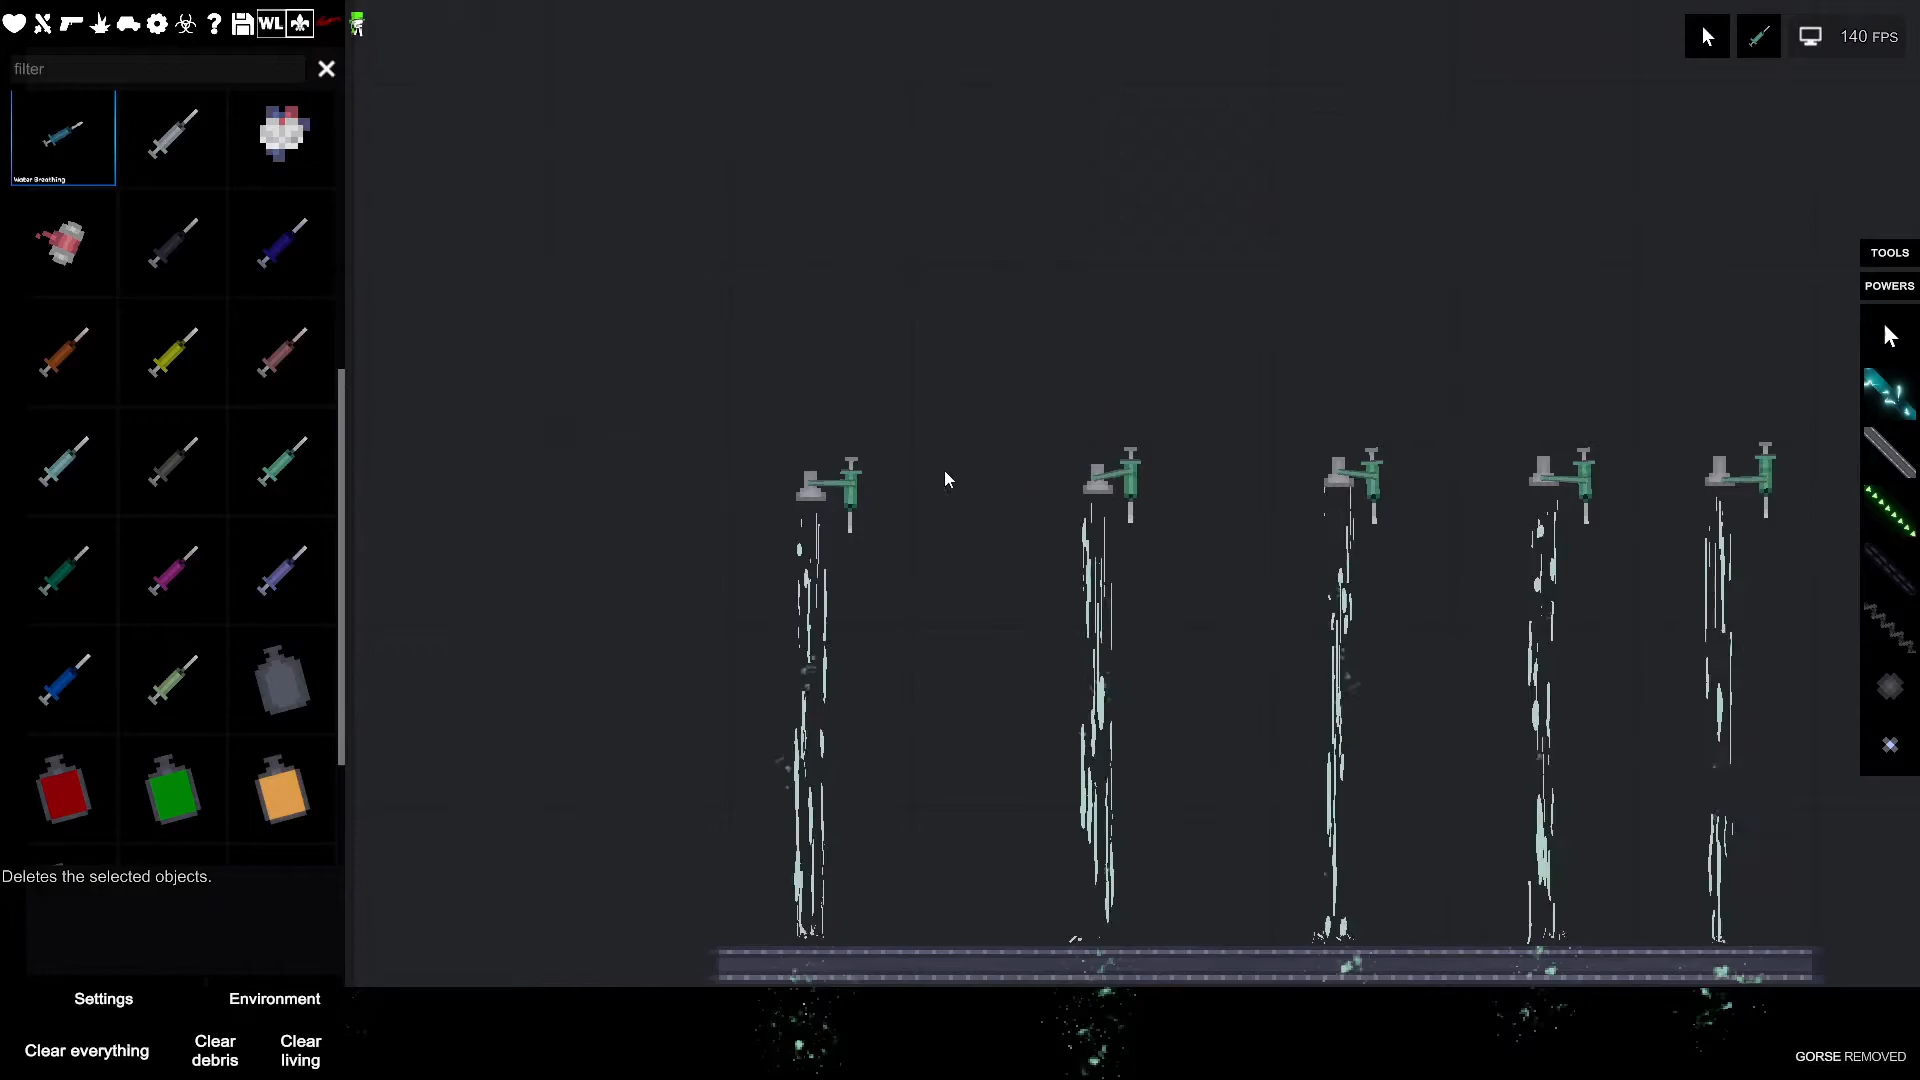 WL
140 FPS
filter
Water Breathing
TOOLS
POWERS
Deletes the selected objects.
Settings
Environment
Clear everything
Clear
debris
Clear
living
GORSE REMOVED